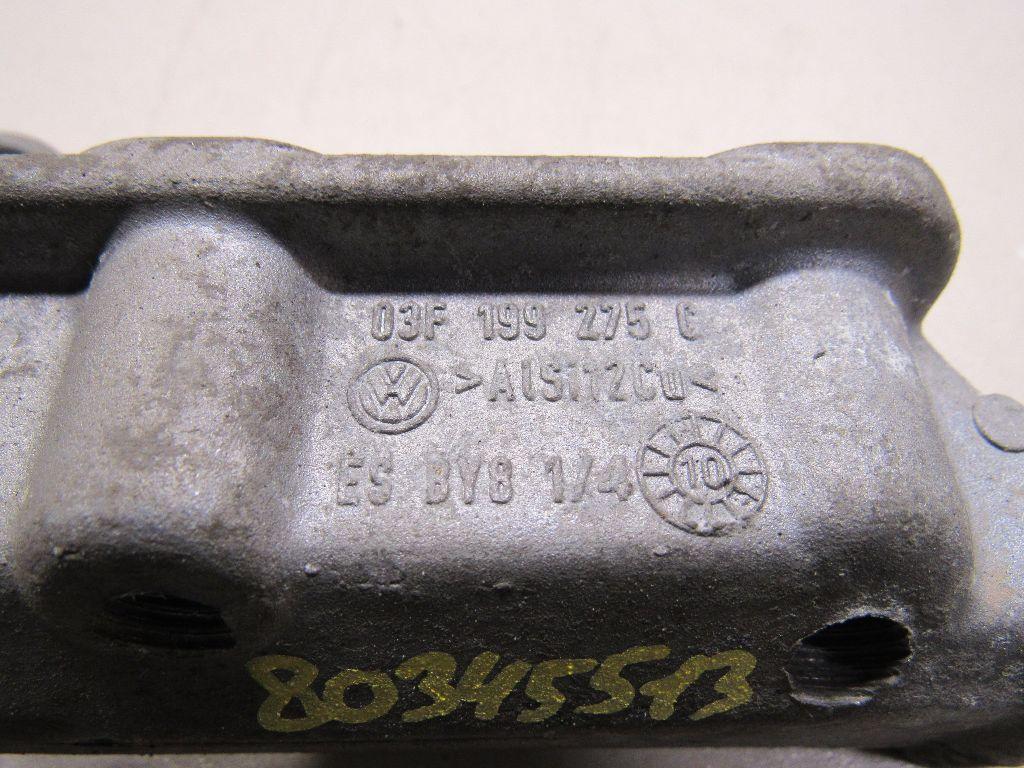 03F 199 275 C
>AlSi12Cu<
ES BY8 1/4
10
80345513